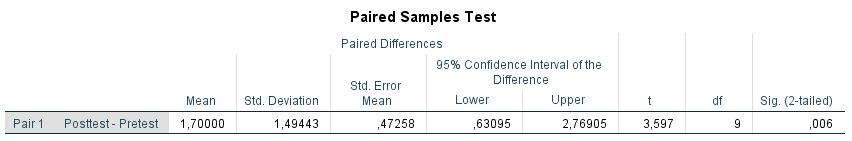 Paired Samples Test
Paired Differences
95% Confidence Interval of the
Difference
Std. Error
Mean
Mean Std. Deviation Lower Upper t df Sig. (2-tailed)
Pair 1 Posttest - Pretest 1,70000 1,49443 ,47258 ,63095 2,76905 3,597 9 ,006